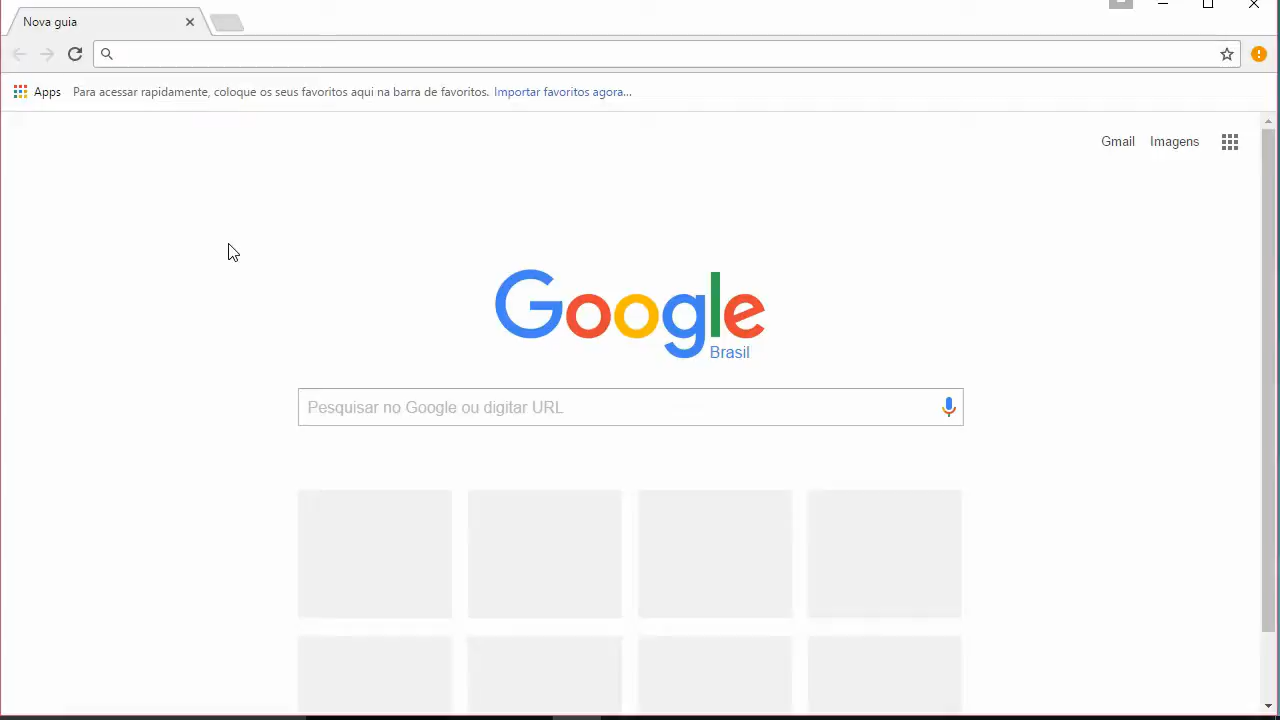 Nova guia
Apps Para acessar rapidamente, coloque os seus favoritos aqui na barra de favoritos. Importar favoritos agora...
Gmail Imagens
Google
Brasil
Pesquisar no Google ou digitar URL